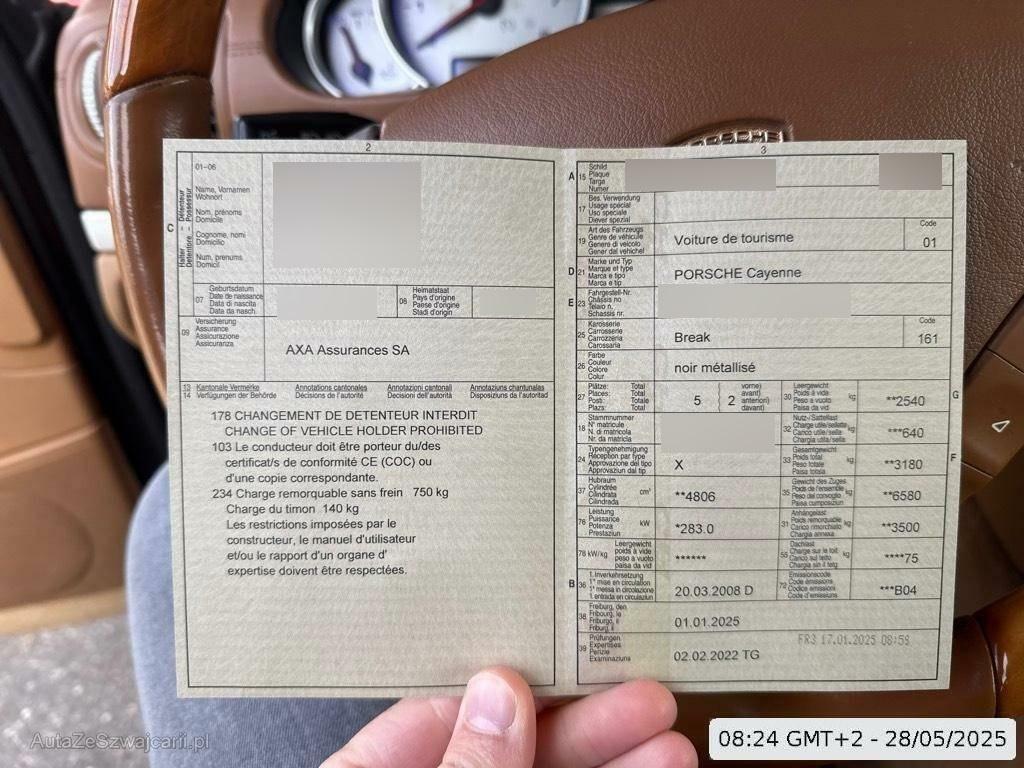 2
01-06
Halter - Détenteur
Detentore - Possessur
C
Name, Vornamen
Wohnort
Nom, prénoms
Domicile
Cognome, nomi
Domicilio
Num, prenums
Domicil
07
Geburtsdatum
Date de naissance
Data di nascita
Data da nasch.
08
Heimatstaat
Pays d'origine
Paese d'origine
Stadi d'origin
09
Versicherung
Assurance
Assicurazione
Assicuranza
AXA Assurances SA
13 Kantonale Vermerke Annotations cantonales Annotazioni cantonali Annotaziuns chantunalas
14 Verfügungen der Behörde Décisions de l'autorité Decisioni dell'autorità Disposiziuns da l'autoritad
178 CHANGEMENT DE DETENTEUR INTERDIT
CHANGE OF VEHICLE HOLDER PROHIBITED
103 Le conducteur doit être porteur du/des
certificat/s de conformité CE (COC) ou
d'une copie correspondante.
234 Charge remorquable sans frein 750 kg
Charge du timon 140 kg
Les restrictions imposées par le
constructeur, le manuel d'utilisateur
et/ou le rapport d'un organe d'
expertise doivent être respectées.
PORSCHE
3
A 15
Schild
Plaque
Targa
Numer
17
Bes. Verwendung
Usage spécial
Uso speciale
Diever spezial
19
Art des Fahrzeugs
Genre de véhicule
Genere di veicolo
Gener dal vehichel
Voiture de tourisme
Code
01
D 21
Marke und Typ
Marque et type
Marca e tipo
Marca e tip
PORSCHE Cayenne
E 23
Fahrgestell-Nr.
Châssis no
Telaio n.
Schassis nr.
25
Karosserie
Carrosserie
Carrozzeria
Carossaria
Break
Code
161
26
Farbe
Couleur
Colore
Colur
noir métallisé
27
Plätze: Total
Places: Total
Posti: Totale
Plazs: Total
5
2
vorne)
avant)
anteriori)
davant)
30
Leergewicht
Poids à vide
Peso a vuoto
Paisa da vid
kg
**2540
G
18
Stammnummer
N° matricule
N. di matricola
Nr. da matricla
32
Nutz-/Sattellast
Charge utile/sellette
Carico utile/sella
Chargia utila/sella
kg
***640
24
Typengenehmigung
Réception par type
Approvazione del tipo
Approvaziun dal tip
X
33
Gesamtgewicht
Poids total
Peso totale
Paisa totala
kg
**3180
F
37
Hubraum
Cylindrée
Cilindrata
Cilindrada
cm³
**4806
35
Gewicht des Zuges
Poids de l'ensemble
Peso del convoglio
Paisa cumposiziun
kg
**6580
76
Leistung
Puissance
Potenza
Prestaziun
kW
*283.0
31
Anhängelast
Poids remorquable
Carico rimorchiato
Chargia annexa
kg
**3500
78 kW/kg
Leergewicht
poids à vide
peso a vuoto
paisa da vid
******
55
Dachlast
Charge sur le toit
Carico sul tetto
Chargia sin il tetg
kg
****75
B 36
1. Inverkehrsetzung
1re mise en circulation
1a messa in circolazione
1. entrada en circulaziun
20.03.2008 D
72
Emissionscode
Code émissions
Codice emissioni
Code d'emissiuns
***B04
38
Freiburg, den
Fribourg, le
Friburgo, il
Friburg, il
01.01.2025
39
Prüfungen
Expertises
Perizie
Examinaziuns
02.02.2022 TG
FR3 17.01.2025 08:59
AutaZeSzwajcarii.pl
08:24 GMT+2 - 28/05/2025